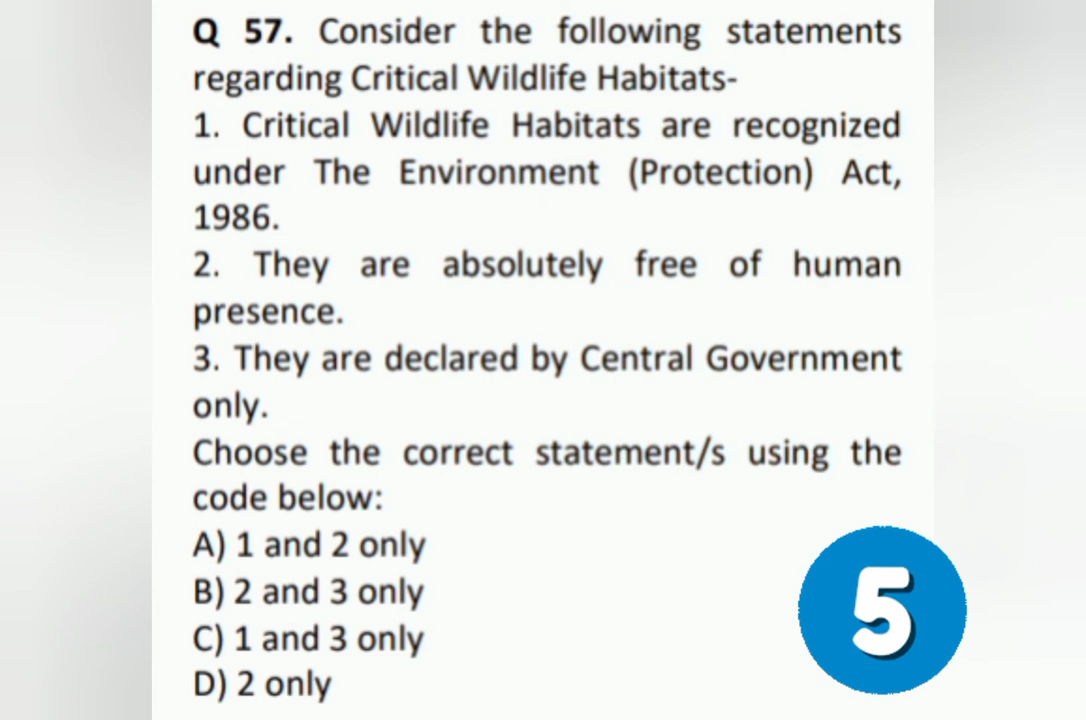 Q 57. Consider the following statements
regarding Critical Wildlife Habitats-
1. Critical Wildlife Habitats are recognized
under The Environment (Protection) Act,
1986.
2. They are absolutely free of human
presence.
3. They are declared by Central Government
only.
Choose the correct statement/s using the
code below:
A) 1 and 2 only
B) 2 and 3 only
C) 1 and 3 only
D) 2 only
5